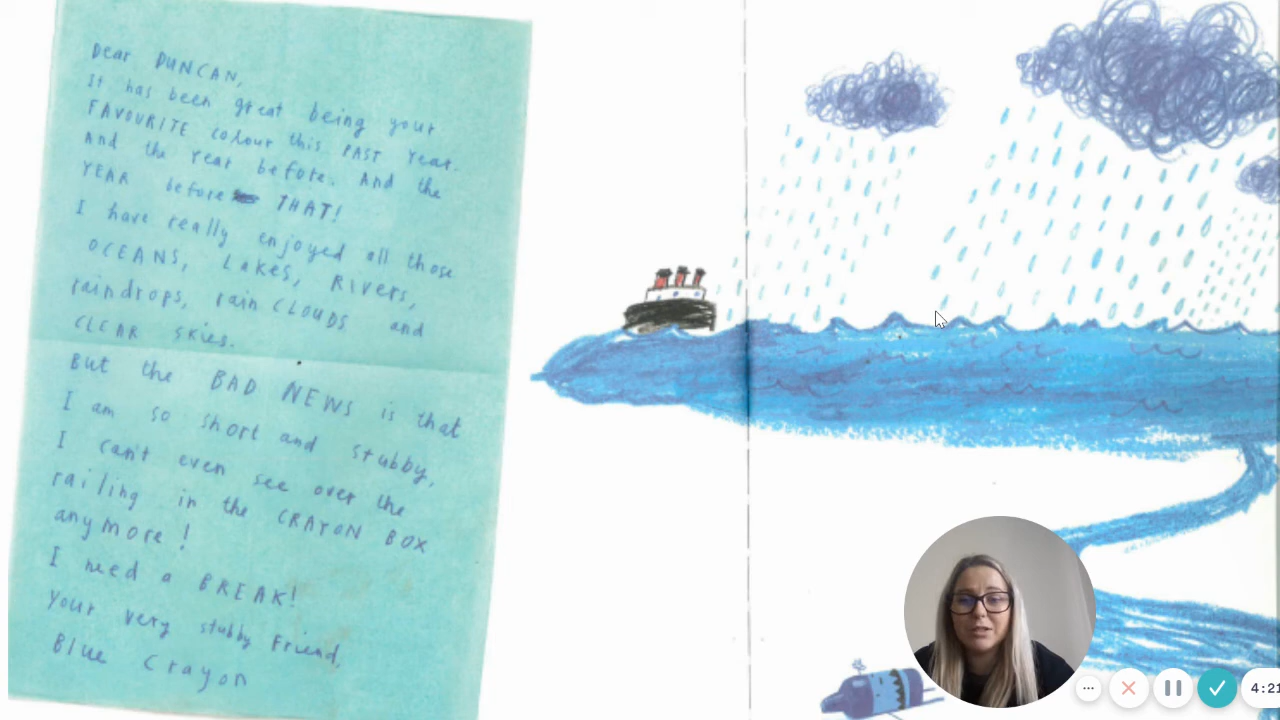 Dear DUNCAN,
It has been great being your
FAVOURITE colour this PAST year.
And the year before. And the
YEAR before THAT!
I have really enjoyed all those
OCEANS, Lakes, RIVers,
raindrops, rain CLOUDS and
CLEAR skies.
But the BAD NEWS is that
I am so short and stubby,
I can't even see over the
railing in the CRAYON BOX
anymore!
I need a BREAK!
Your very stubby Friend,
Blue Crayon
4:21